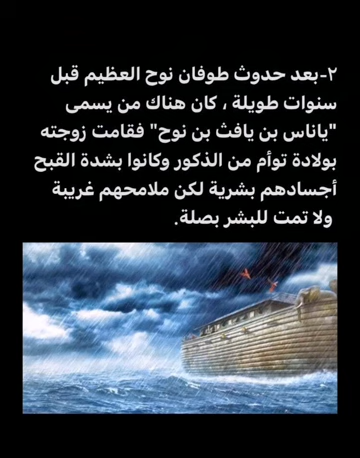 ٢-بعد حدوث طوفان نوح العظيم قبل
سنوات طويلة ، كان هناك من يسمى
"ياناس بن يافث بن نوح" فقامت زوجته
بولادة توأم من الذكور وكانوا بشدة القبح
أجسادهم بشرية لكن ملامحهم غريبة
ولا تمت للبشر بصلة.